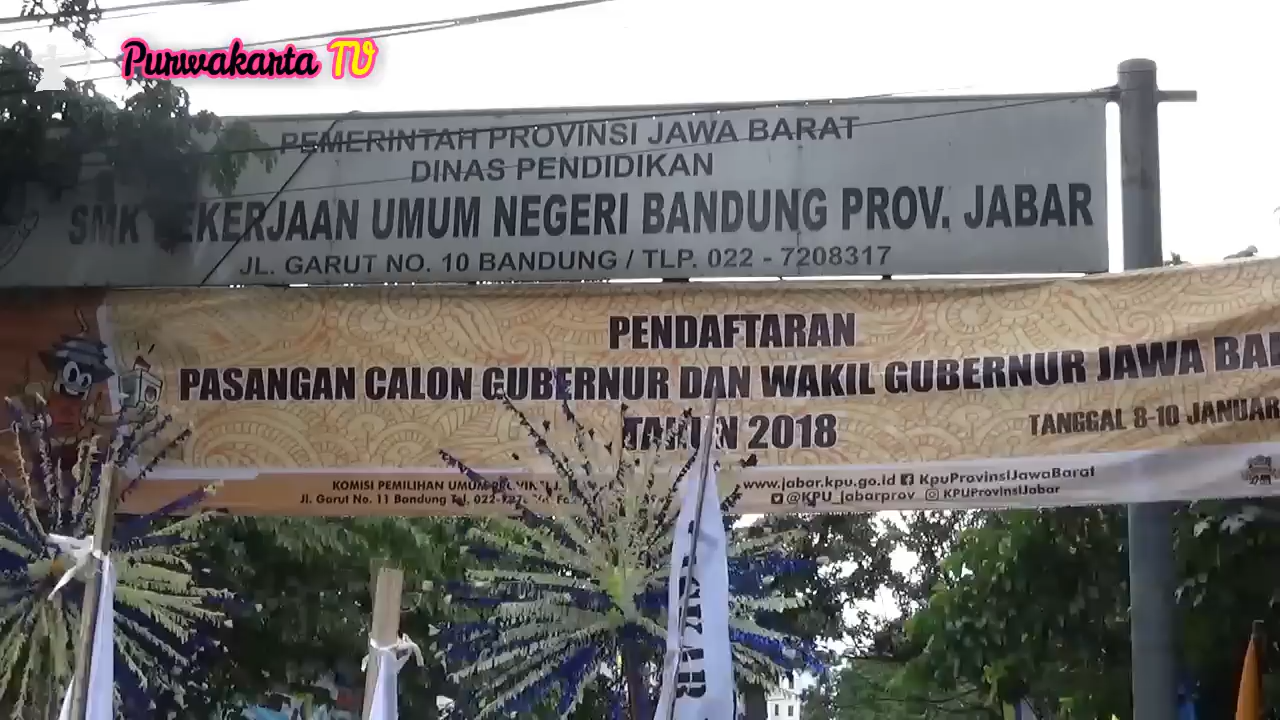 Purwakarta TV
PEMERINTAH PROVINSI JAWA BARAT
DINAS PENDIDIKAN
SMK PEKERJAAN UMUM NEGERI BANDUNG PROV. JABAR
JL. GARUT NO. 10 BANDUNG / TLP. 022 - 7208317
PENDAFTARAN
PASANGAN CALON GUBERNUR DAN WAKIL GUBERNUR JAWA BA
TAHUN 2018
TANGGAL 8-10 JANUAR
KOMISI PEMILIHAN UMUM
www.jabar.kpu.go.id KpuProvinsiJawaBarat
Jl. Garut No. 11 Bandung
@KPU_jabarprov KPUProvinsiJabar